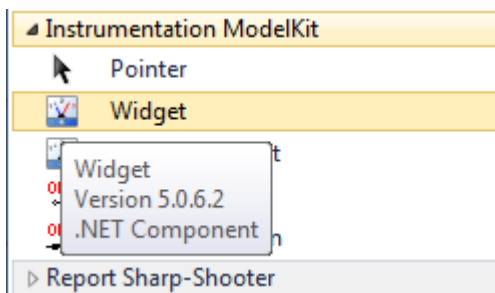 Instrumentation ModelKit
Pointer
Widget
Widget
Version 5.0.6.2
.NET Component
Report Sharp-Shooter